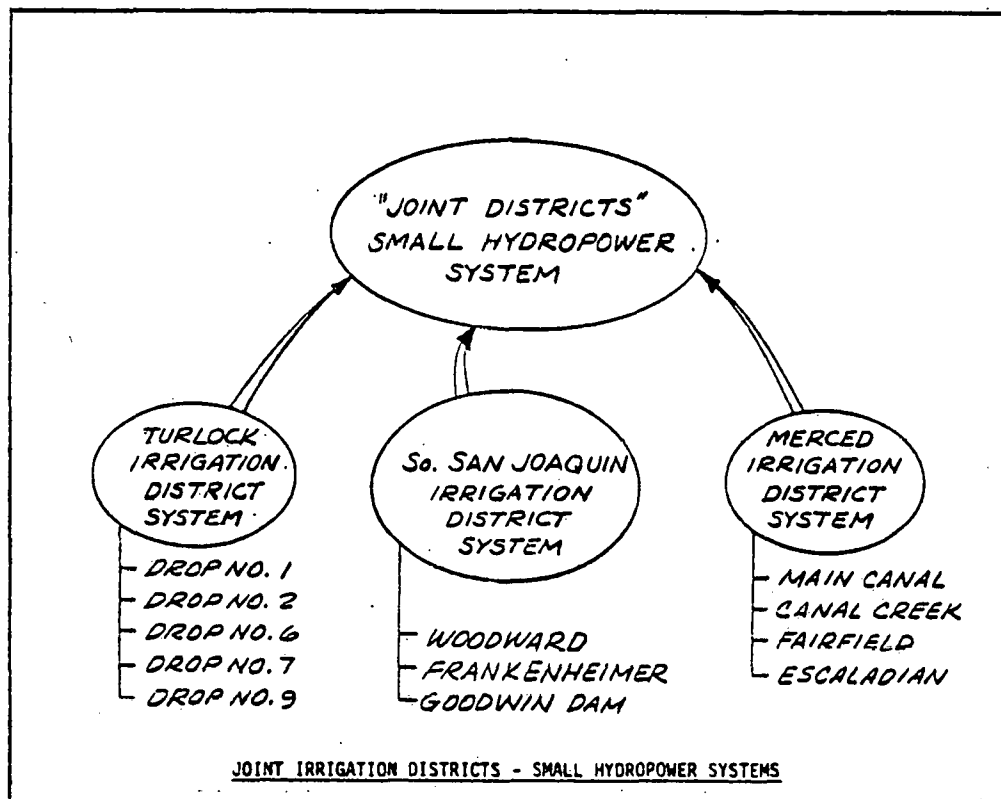 "JOINT DISTRICTS"
SMALL HYDROPOWER
SYSTEM
TURLOCK
IRRIGATION
DISTRICT
SYSTEM
DROP NO. 1
DROP NO. 2
DROP NO. 6
DROP NO. 7
DROP NO. 9
So. SAN JOAQUIN
IRRIGATION
DISTRICT
SYSTEM
WOODWARD
FRANKENHEIMER
GOODWIN DAM
MERCED
IRRIGATION
DISTRICT
SYSTEM
MAIN CANAL
CANAL CREEK
FAIRFIELD
ESCALADIAN
JOINT IRRIGATION DISTRICTS - SMALL HYDROPOWER SYSTEMS